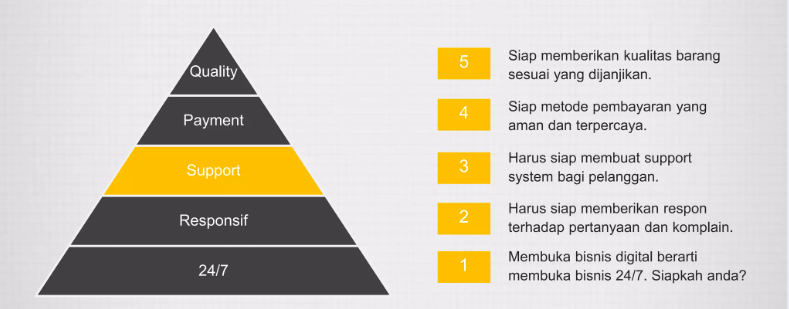 Quality
Payment
Support
Responsif
24/7
5
Siap memberikan kualitas barang
sesuai yang dijanjikan.
4
Siap metode pembayaran yang
aman dan terpercaya.
3
Harus siap membuat support
system bagi pelanggan.
2
Harus siap memberikan respon
terhadap pertanyaan dan komplain.
1
Membuka bisnis digital berarti
membuka bisnis 24/7. Siapkah anda?